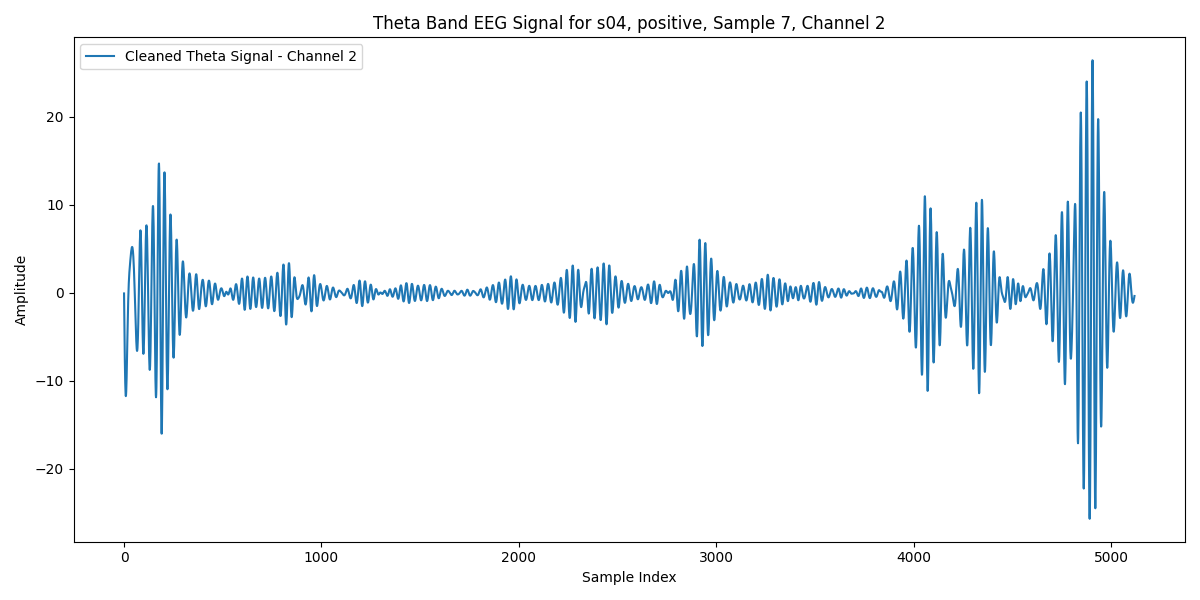 Theta Band EEG Signal for s04, positive, Sample 7, Channel 2
Cleaned Theta Signal - Channel 2
Amplitude
20
10
0
−10
−20
0 1000 2000 3000 4000 5000
Sample Index